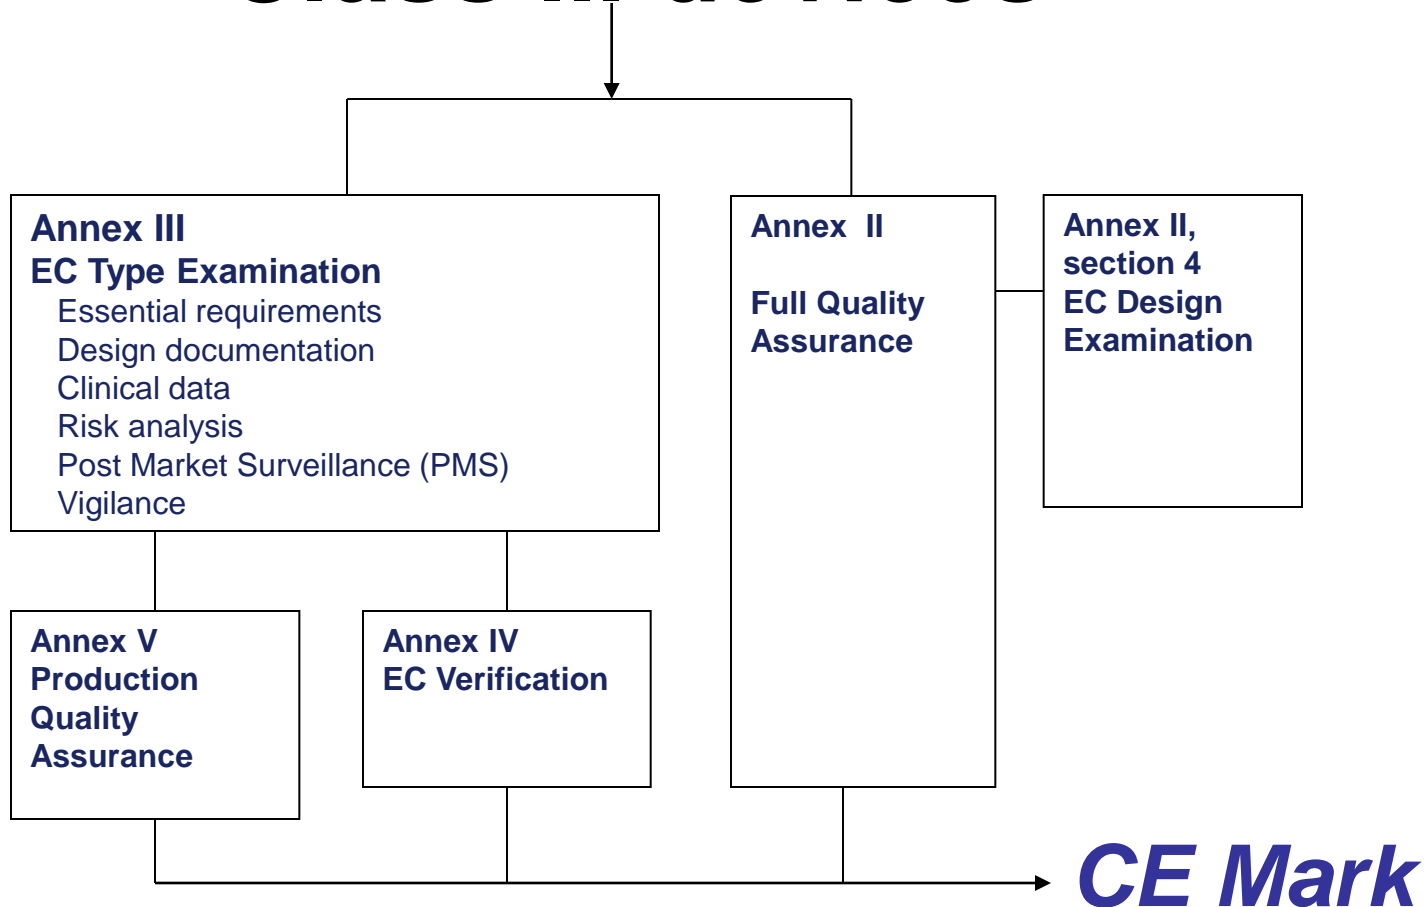 Annex III
EC Type Examination
Essential requirements
Design documentation
Clinical data
Risk analysis
Post Market Surveillance (PMS)
Vigilance
Annex II
Full Quality
Assurance
Annex II,
section 4
EC Design
Examination
Annex V
Production
Quality
Assurance
Annex IV
EC Verification
CE Mark